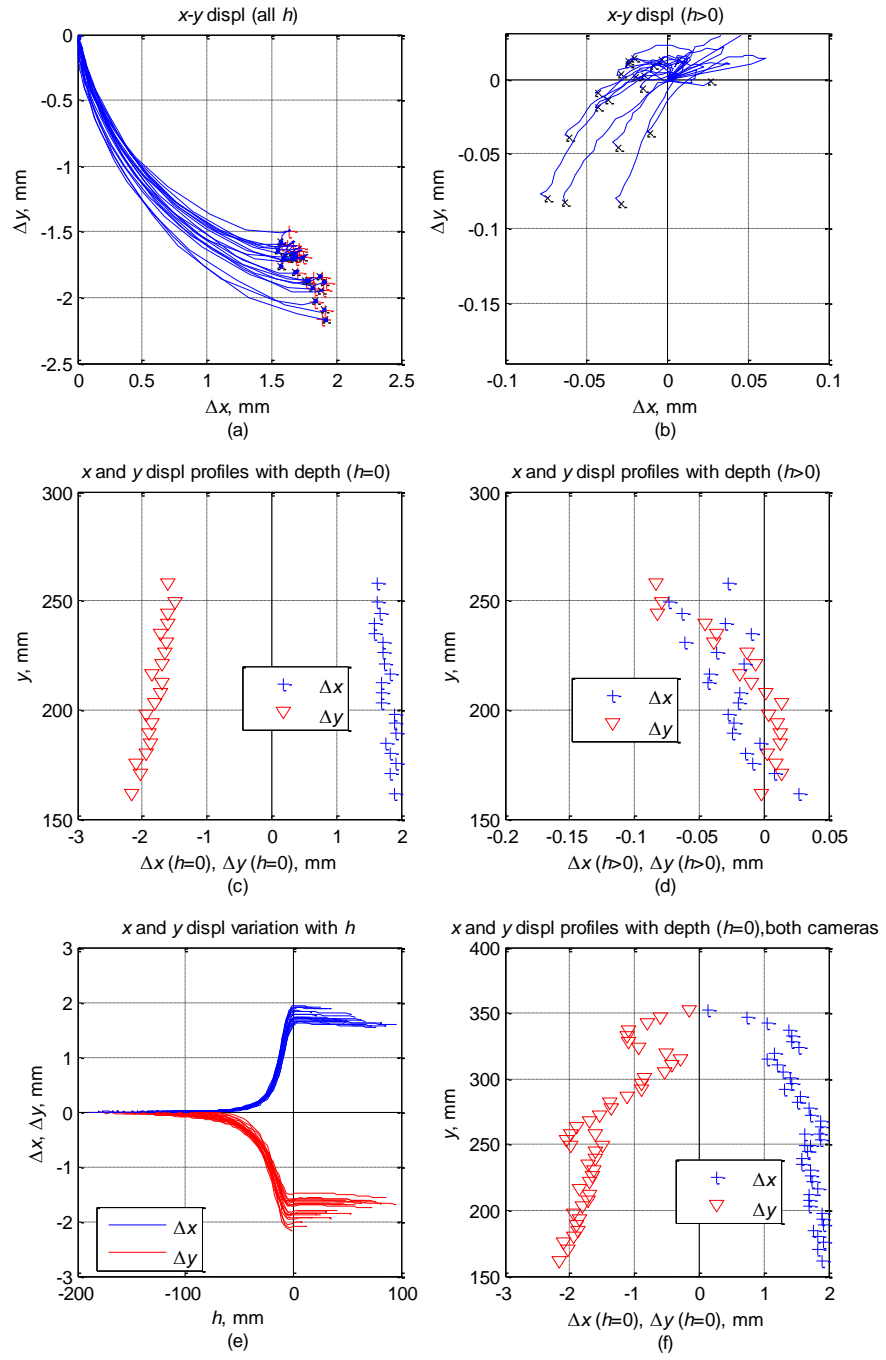 x-y displ (all h)
0
-0.5
-1
-1.5
-2
-2.5
0 0.5 1 1.5 2 2.5
Δy, mm
Δx, mm
(a)
x-y displ (h>0)
0
-0.05
-0.1
-0.15
-0.1 -0.05 0 0.05 0.1
Δy, mm
Δx, mm
(b)
x and y displ profiles with depth (h=0)
300
250
200
150
-3 -2 -1 0 1 2
y, mm
Δx
Δy
Δx (h=0), Δy (h=0), mm
(c)
x and y displ profiles with depth (h>0)
300
250
200
150
-0.2 -0.15 -0.1 -0.05 0 0.05
y, mm
Δx
Δy
Δx (h>0), Δy (h>0), mm
(d)
x and y displ variation with h
3
2
1
0
-1
-2
-3
-200 -100 0 100
Δx, Δy, mm
Δx
Δy
h, mm
(e)
x and y displ profiles with depth (h=0),both cameras
400
350
300
250
200
150
-3 -2 -1 0 1 2
y, mm
Δx
Δy
Δx (h=0), Δy (h=0), mm
(f)